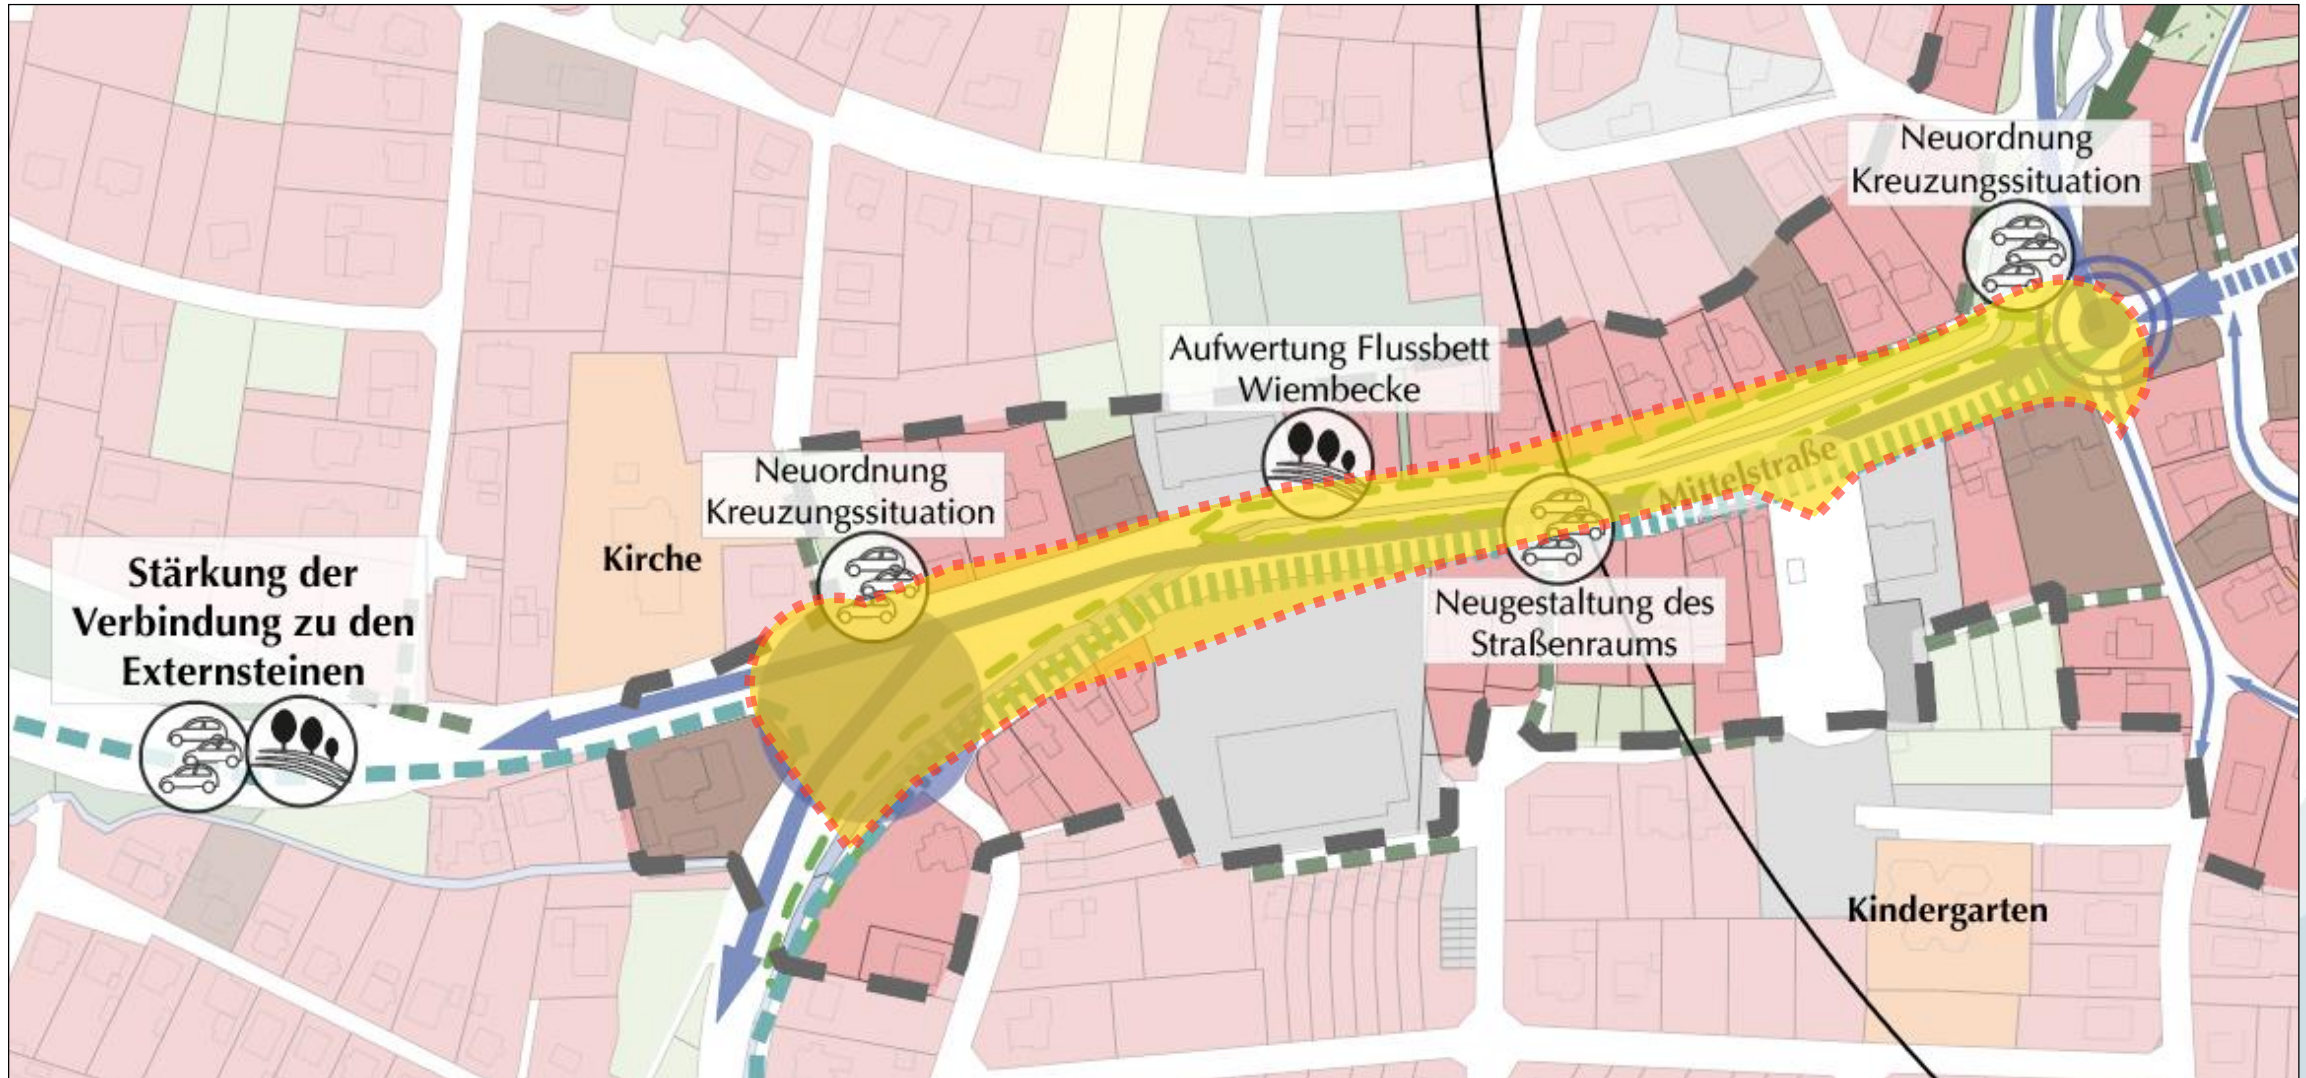 Neuordnung
Kreuzungssituation
Aufwertung Flussbett
Wiembecke
Neuordnung
Kreuzungssituation
Mittelstraße
Kirche
Stärkung der
Verbindung zu den
Externsteinen
Neugestaltung des
Straßenraums
Kindergarten